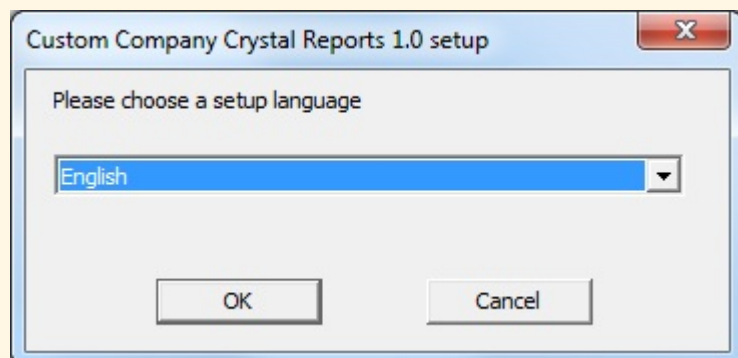 Custom Company Crystal Reports 1.0 setup
Please choose a setup language
English
OK Cancel